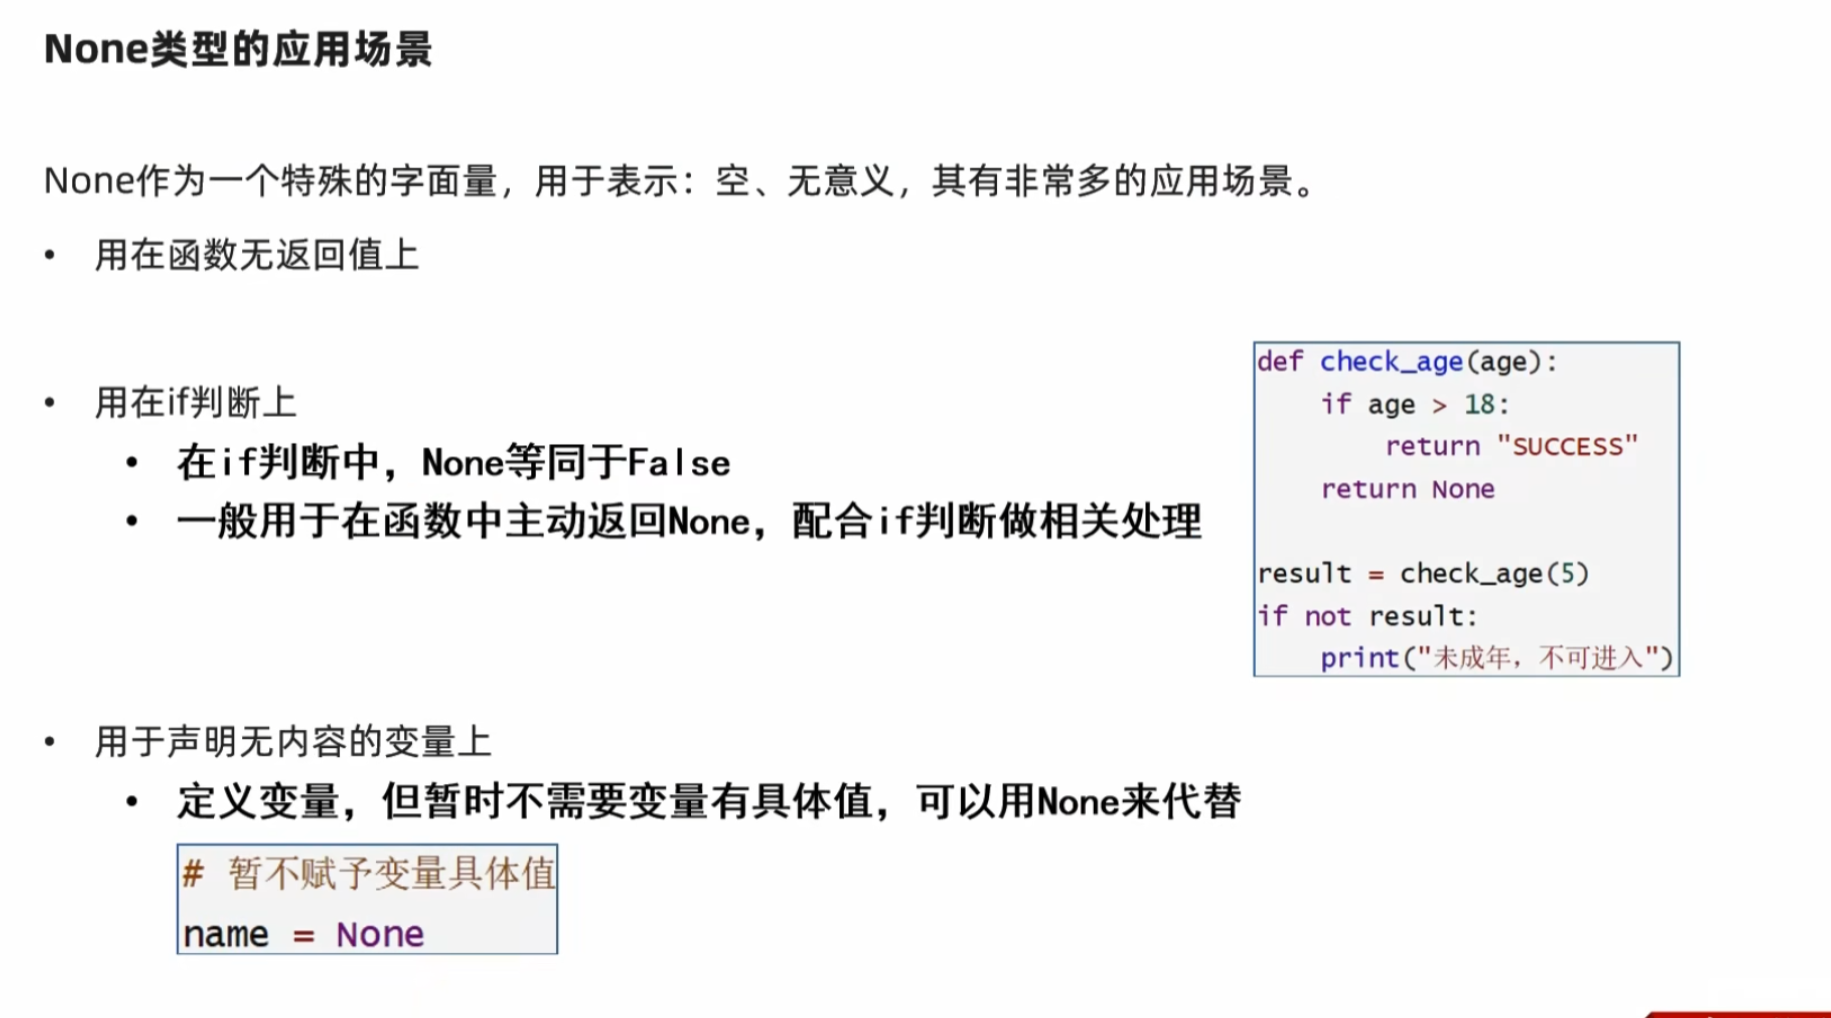 None类型的应用场景
None作为一个特殊的字面量，用于表示：空、无意义，其有非常多的应用场景。
• 用在函数无返回值上
• 用在if判断上
• 在if判断中，None等同于False
• 一般用于在函数中主动返回None，配合if判断做相关处理
def check_age(age):
    if age > 18:
        return "SUCCESS"
    return None
result = check_age(5)
if not result:
    print("未成年，不可进入")
• 用于声明无内容的变量上
• 定义变量，但暂时不需要变量有具体值，可以用None来代替
# 暂不赋予变量具体值
name = None